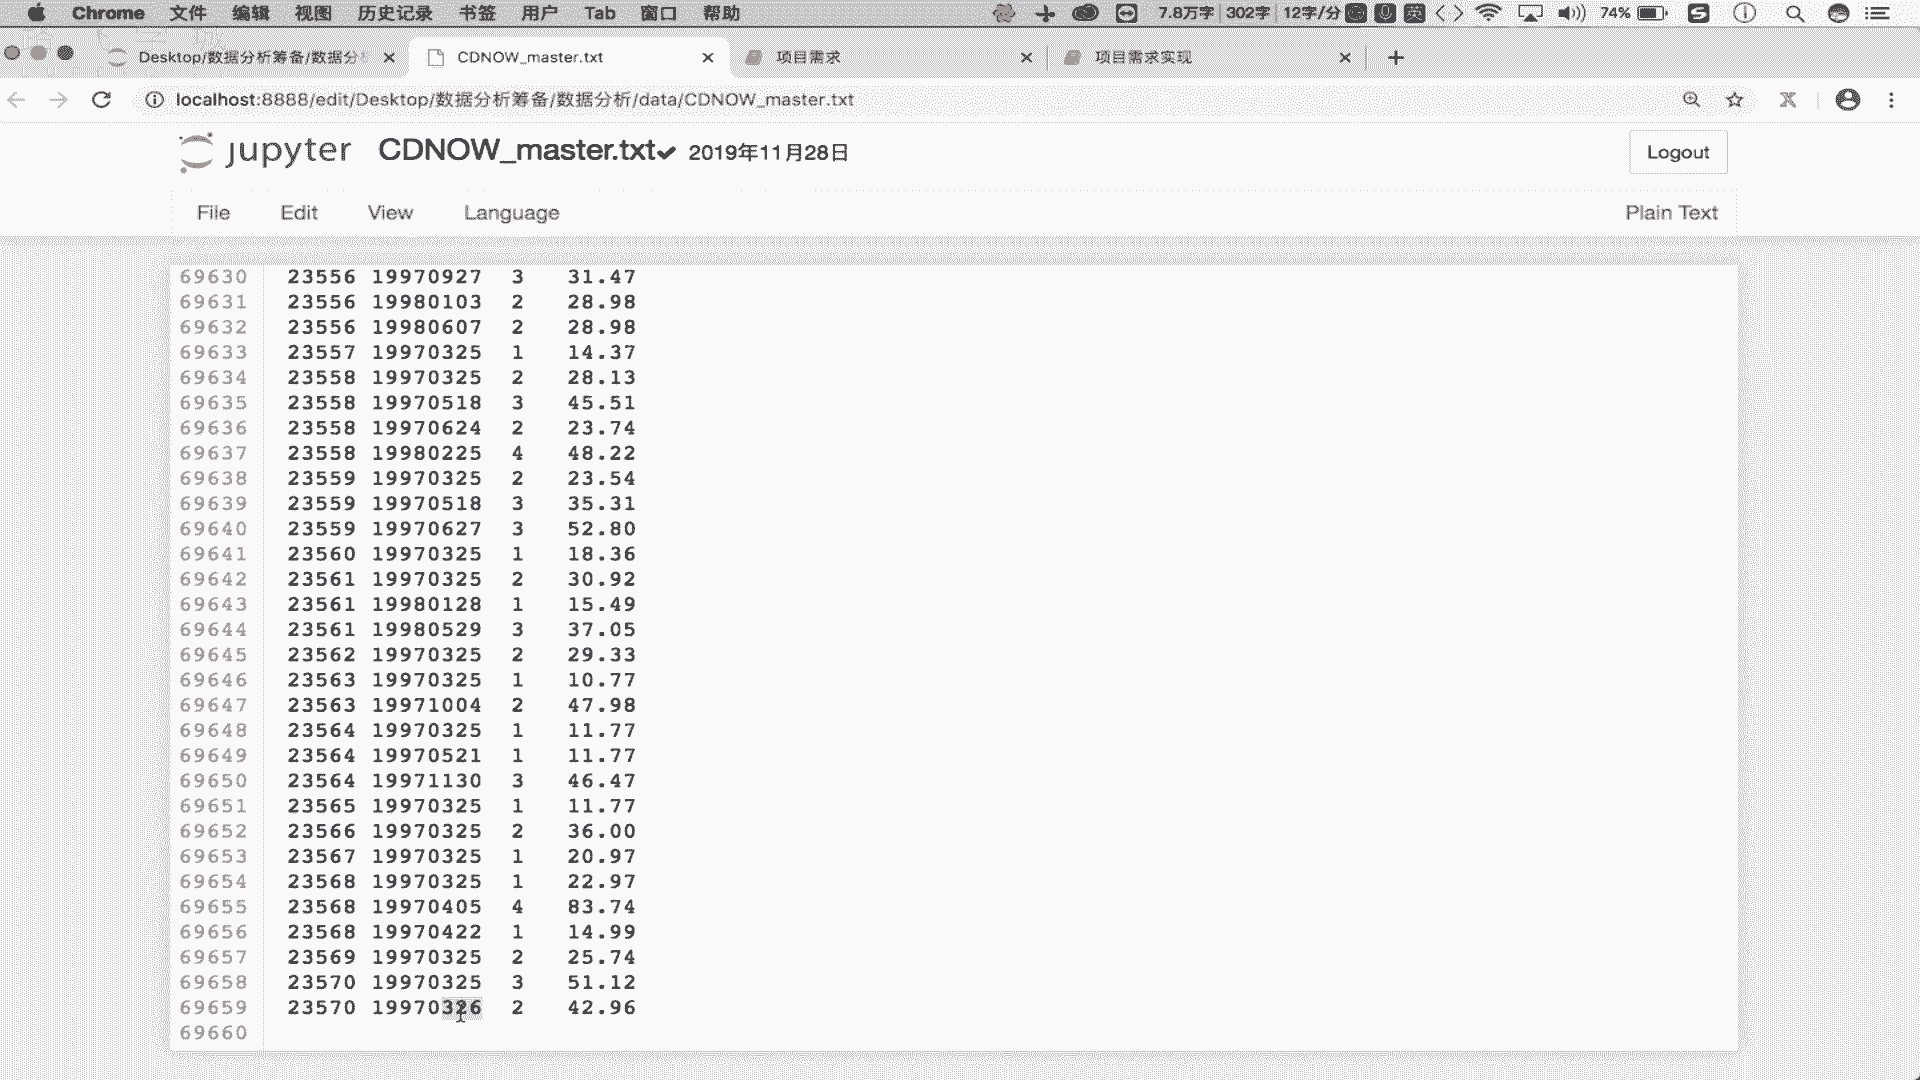 Chrome 文件 编辑 视图 历史记录 书签 用户 Tab 窗口 帮助 7.8万字 302字 12字/分 英 74%
Desktop/数据分析筹备/数据分 CDNOW_master.txt 项目需求 项目需求实现
localhost:8888/edit/Desktop/数据分析筹备/数据分析/data/CDNOW_master.txt
jupyter CDNOW_master.txt 2019年11月28日 Logout
File Edit View Language Plain Text
69630 23556 19970927 3 31.47
69631 23556 19980103 2 28.98
69632 23556 19980607 2 28.98
69633 23557 19970325 1 14.37
69634 23558 19970325 2 28.13
69635 23558 19970518 3 45.51
69636 23558 19970624 2 23.74
69637 23558 19980225 4 48.22
69638 23559 19970325 2 23.54
69639 23559 19970518 3 35.31
69640 23559 19970627 3 52.80
69641 23560 19970325 1 18.36
69642 23561 19970325 2 30.92
69643 23561 19980128 1 15.49
69644 23561 19980529 3 37.05
69645 23562 19970325 2 29.33
69646 23563 19970325 1 10.77
69647 23563 19971004 2 47.98
69648 23564 19970325 1 11.77
69649 23564 19970521 1 11.77
69650 23564 19971130 3 46.47
69651 23565 19970325 1 11.77
69652 23566 19970325 2 36.00
69653 23567 19970325 1 20.97
69654 23568 19970325 1 22.97
69655 23568 19970405 4 83.74
69656 23568 19970422 1 14.99
69657 23569 19970325 2 25.74
69658 23570 19970325 3 51.12
69659 23570 19970326 2 42.96
69660